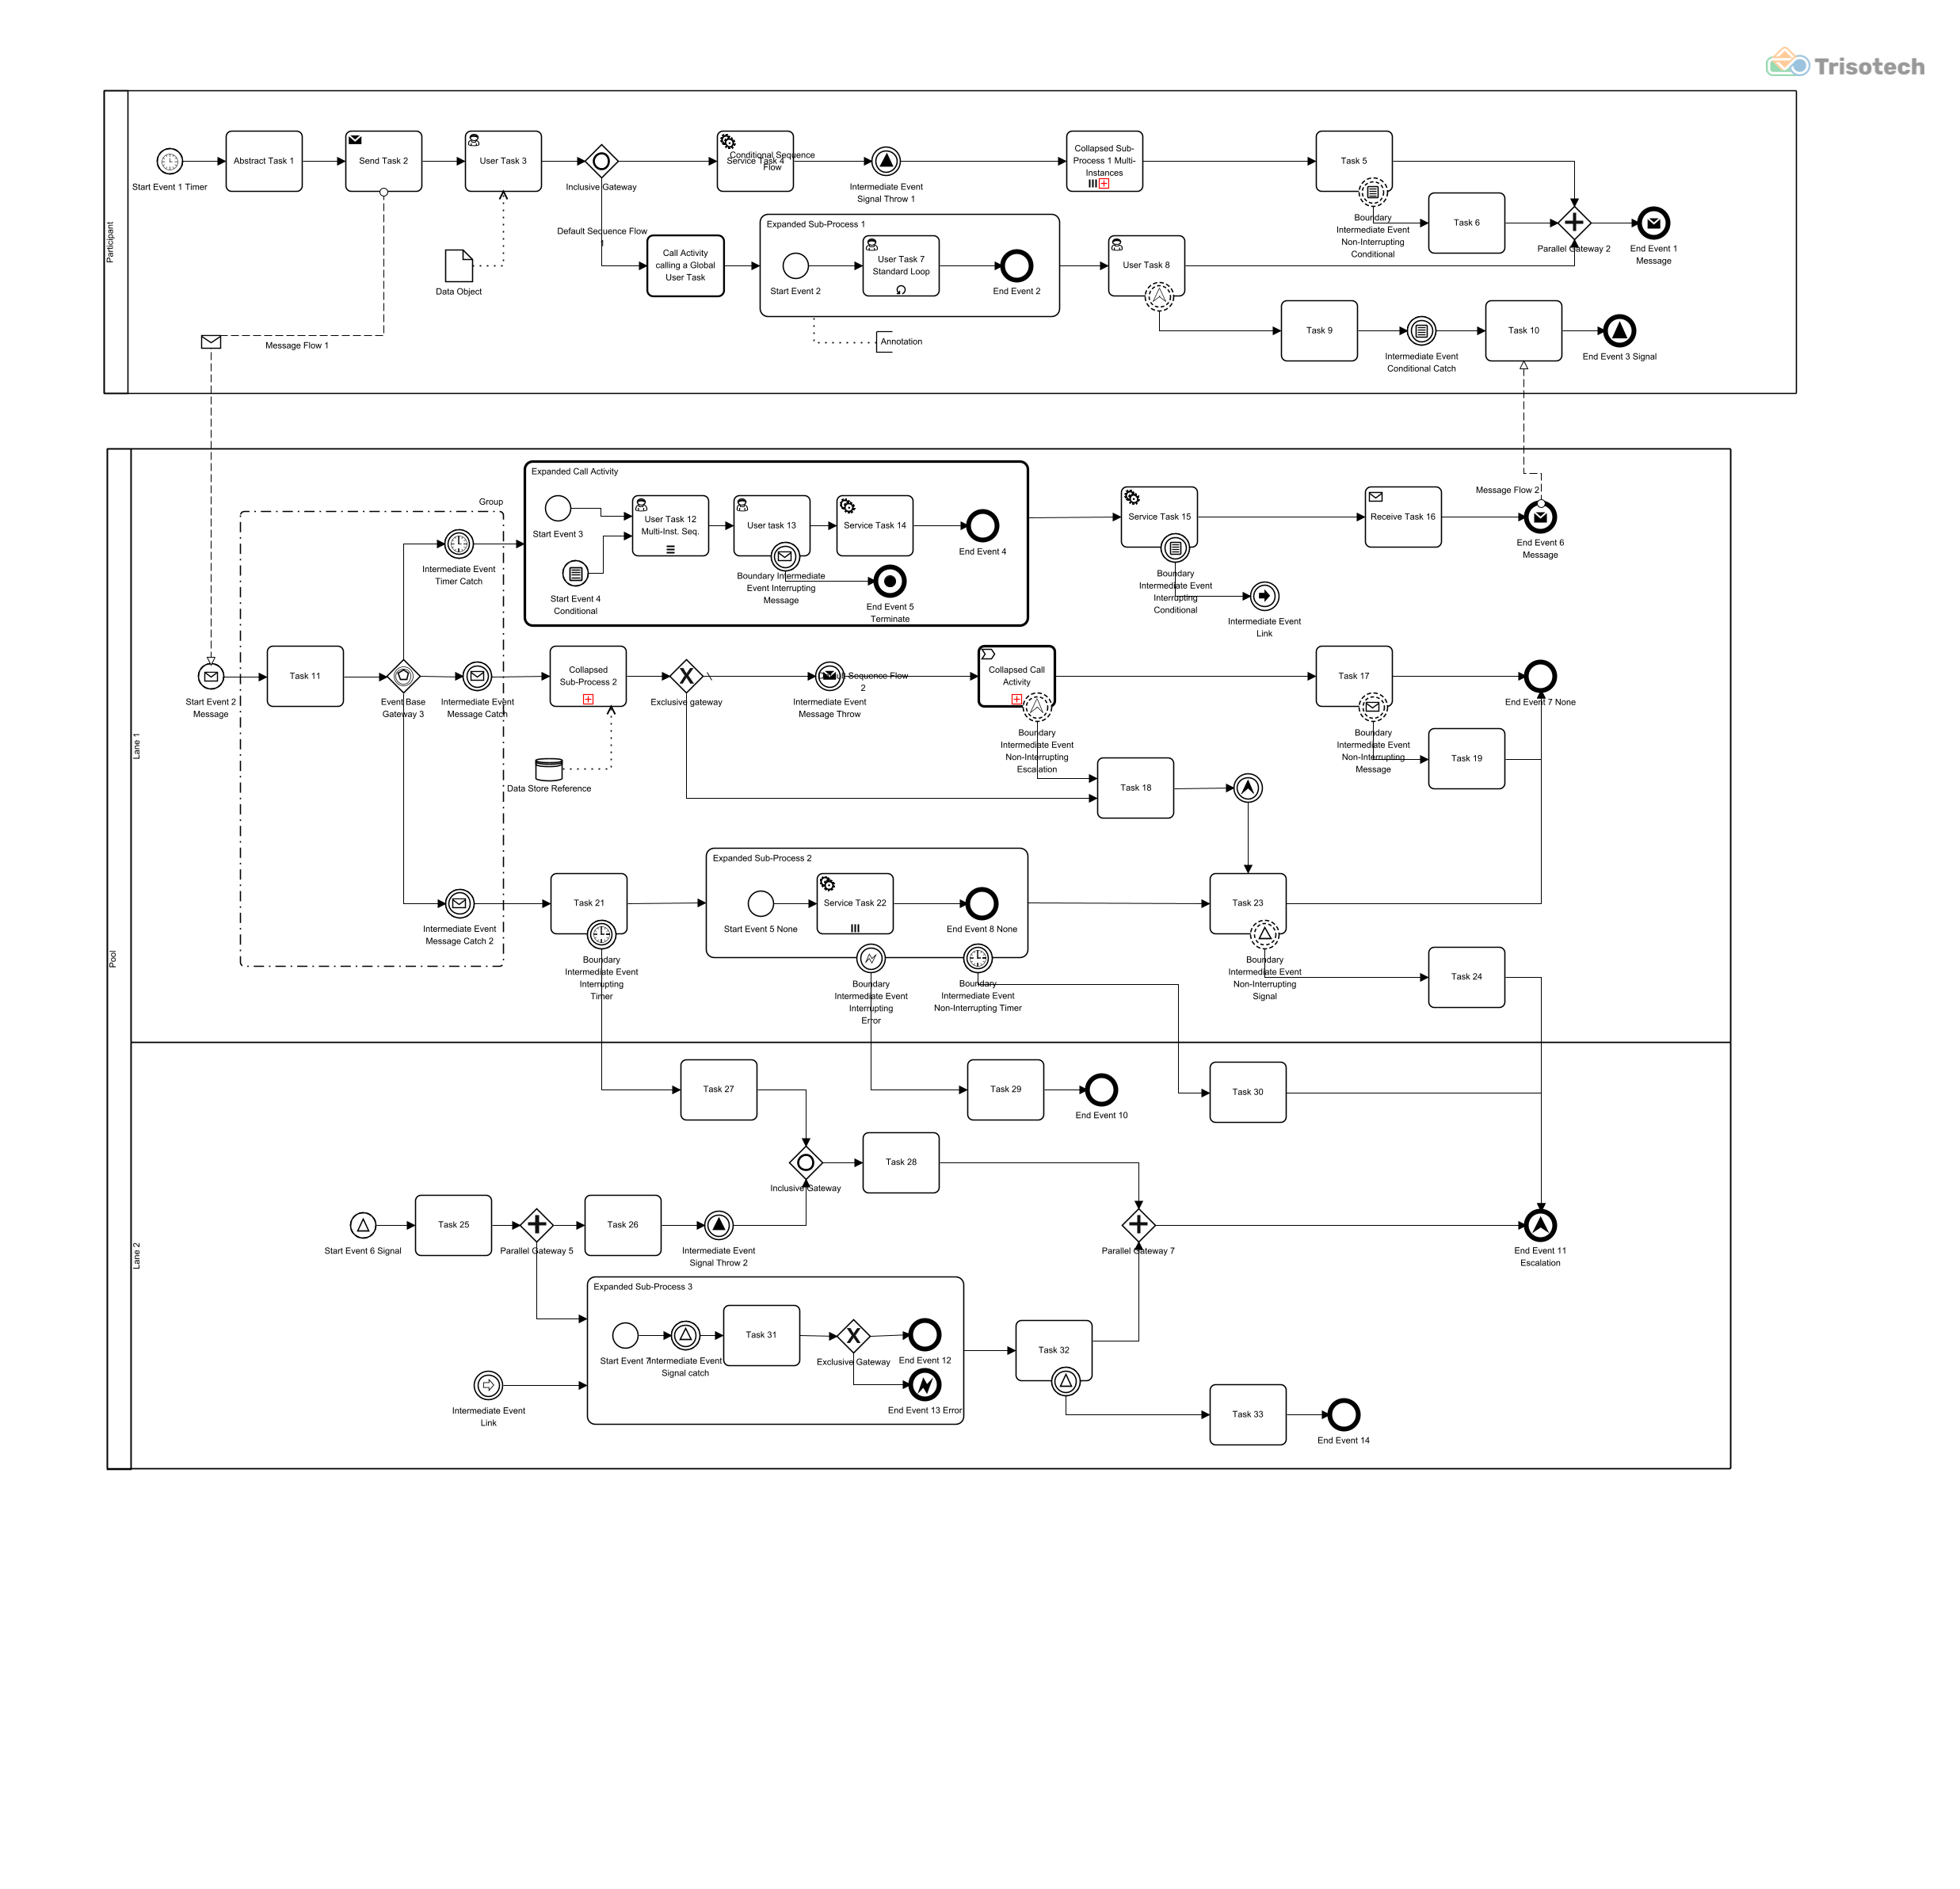 Trisotech
Participant
Start Event 1 Timer
Abstract Task 1
Send Task 2
User Task 3
Inclusive Gateway
Service Task 4
Conditional Sequence
Flow
Intermediate Event
Signal Throw 1
Collapsed Sub-
Process 1 Multi-
Instances
Task 5
Boundary
Intermediate Event
Non-Interrupting
Conditional
Task 6
Parallel Gateway 2
End Event 1
Message
Data Object
Default Sequence Flow
1
Call Activity
calling a Global
User Task
Expanded Sub-Process 1
Start Event 2
User Task 7
Standard Loop
End Event 2
User Task 8
Annotation
Task 9
Intermediate Event
Conditional Catch
Task 10
End Event 3 Signal
Message Flow 1
Pool
Lane 1
Group
Expanded Call Activity
Start Event 3
Start Event 4
Conditional
User Task 12
Multi-Inst. Seq.
User task 13
Service Task 14
End Event 4
Boundary Intermediate
Event Interrupting
Message
End Event 5
Terminate
Service Task 15
Boundary
Intermediate Event
Interrupting
Conditional
Intermediate Event
Link
Receive Task 16
Message Flow 2
End Event 6
Message
Intermediate Event
Timer Catch
Start Event 2
Message
Task 11
Event Base
Gateway 3
Intermediate Event
Message Catch
Collapsed
Sub-Process 2
Exclusive gateway
Intermediate Event
Message Throw
Sequence Flow
2
Collapsed Call
Activity
Boundary
Intermediate Event
Non-Interrupting
Escalation
Task 17
Boundary
Intermediate Event
Non-Interrupting
Message
End Event 7 None
Task 19
Data Store Reference
Task 18
Intermediate Event
Message Catch 2
Task 21
Boundary
Intermediate Event
Interrupting
Timer
Expanded Sub-Process 2
Start Event 5 None
Service Task 22
End Event 8 None
Boundary
Intermediate Event
Interrupting
Error
Boundary
Intermediate Event
Non-Interrupting Timer
Task 23
Boundary
Intermediate Event
Non-Interrupting
Signal
Task 24
Lane 2
Task 27
Task 29
End Event 10
Task 30
Inclusive Gateway
Task 28
Start Event 6 Signal
Task 25
Parallel Gateway 5
Task 26
Intermediate Event
Signal Throw 2
Parallel Gateway 7
End Event 11
Escalation
Expanded Sub-Process 3
Start Event 7
Intermediate Event
Signal catch
Task 31
Exclusive Gateway
End Event 12
End Event 13 Error
Task 32
Intermediate Event
Link
Task 33
End Event 14